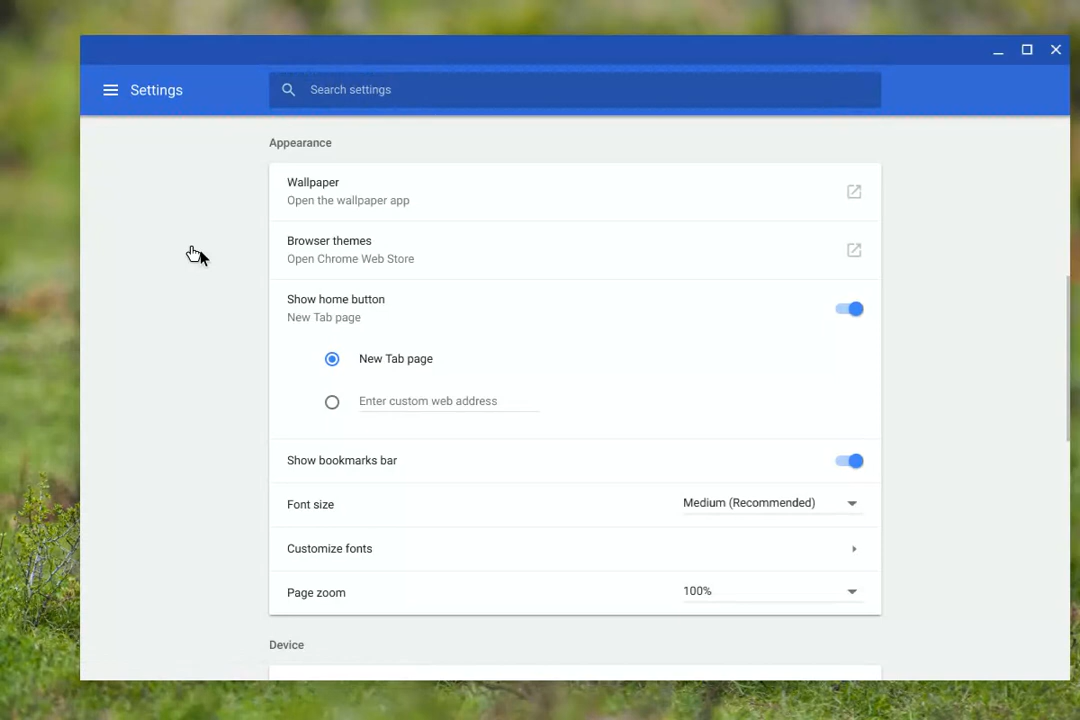 Settings
Search settings
Appearance
Wallpaper
Open the wallpaper app
Browser themes
Open Chrome Web Store
Show home button
New Tab page
New Tab page
Enter custom web address
Show bookmarks bar
Font size
Medium (Recommended)
Customize fonts
Page zoom
100%
Device